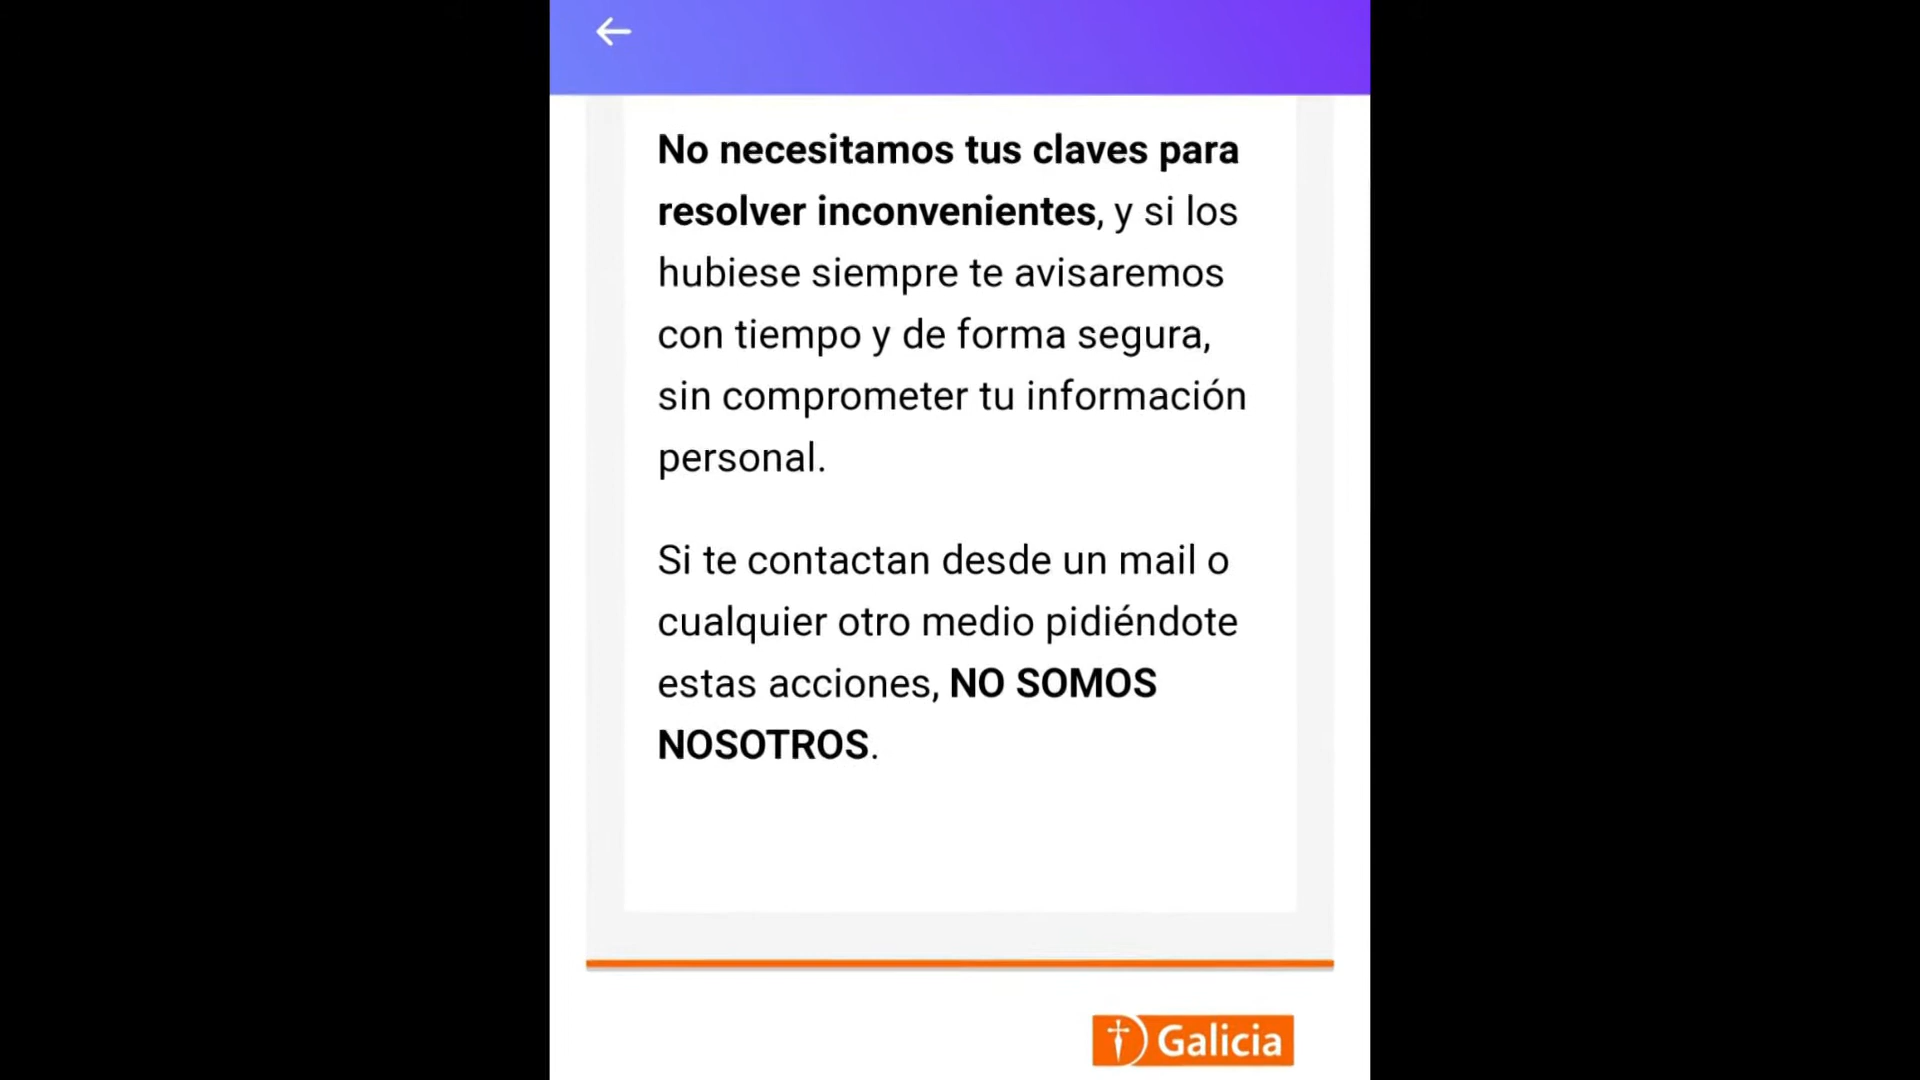 No necesitamos tus claves para
resolver inconvenientes, y si los
hubiese siempre te avisaremos
con tiempo y de forma segura,
sin comprometer tu información
personal.
Si te contactan desde un mail o
cualquier otro medio pidiéndote
estas acciones, NO SOMOS
NOSOTROS.
Galicia